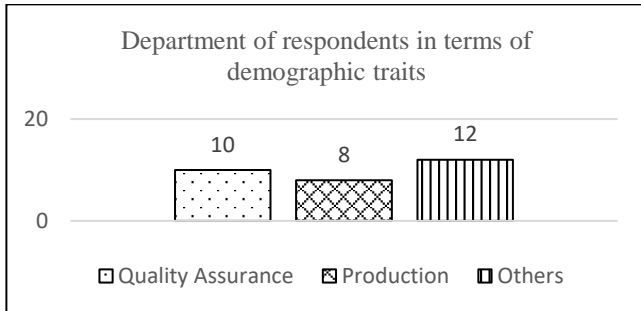 Department of respondents in terms of
demographic traits
20
10
8
12
0
Quality Assurance
Production
Others